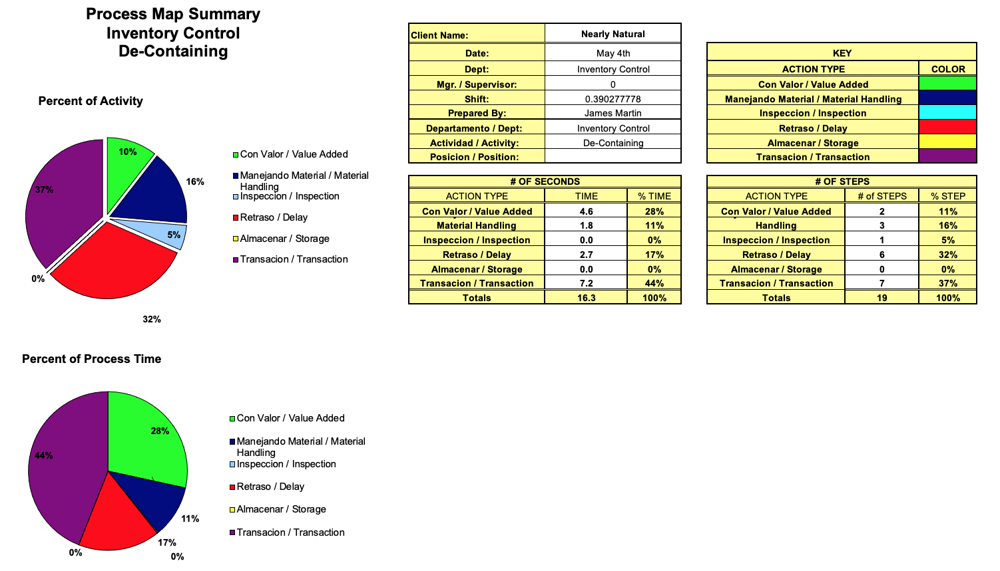 Process Map Summary
Inventory Control
De-Containing
Client Name: Nearly Natural
Date: May 4th
Dept: Inventory Control
Mgr. / Supervisor: 0
Shift: 0.390277778
Prepared By: James Martin
Departamento / Dept: Inventory Control
Actividad / Activity: De-Containing
Posicion / Position:
KEY
ACTION TYPE COLOR
Con Valor / Value Added
Manejando Material / Material Handling
Inspeccion / Inspection
Retraso / Delay
Almacenar / Storage
Transacion / Transaction
Percent of Activity
10%
16%
5%
32%
0%
37%
Con Valor / Value Added
Manejando Material / Material
Handling
Inspeccion / Inspection
Retraso / Delay
Almacenar / Storage
Transacion / Transaction
# OF SECONDS
ACTION TYPE TIME % TIME
Con Valor / Value Added 4.6 28%
Material Handling 1.8 11%
Inspeccion / Inspection 0.0 0%
Retraso / Delay 2.7 17%
Almacenar / Storage 0.0 0%
Transacion / Transaction 7.2 44%
Totals 16.3 100%
# OF STEPS
ACTION TYPE # of STEPS % STEP
Con Valor / Value Added 2 11%
Handling 3 16%
Inspeccion / Inspection 1 5%
Retraso / Delay 6 32%
Almacenar / Storage 0 0%
Transacion / Transaction 7 37%
Totals 19 100%
Percent of Process Time
28%
11%
17%
0%
0%
44%
Con Valor / Value Added
Manejando Material / Material
Handling
Inspeccion / Inspection
Retraso / Delay
Almacenar / Storage
Transacion / Transaction